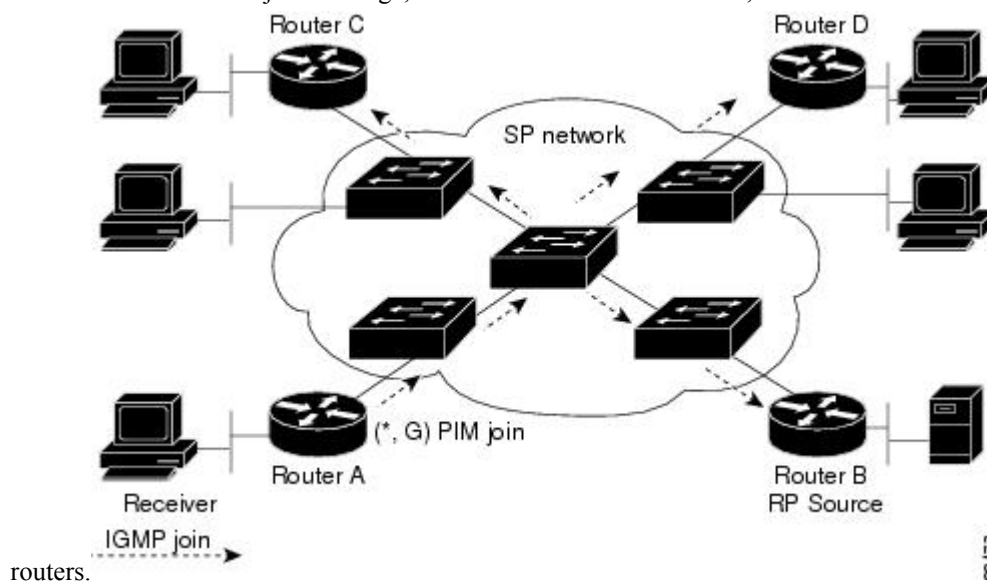 Router C
Router D
SP network
(*, G) PIM join
Router A
Router B
RP Source
Receiver
IGMP join
routers.